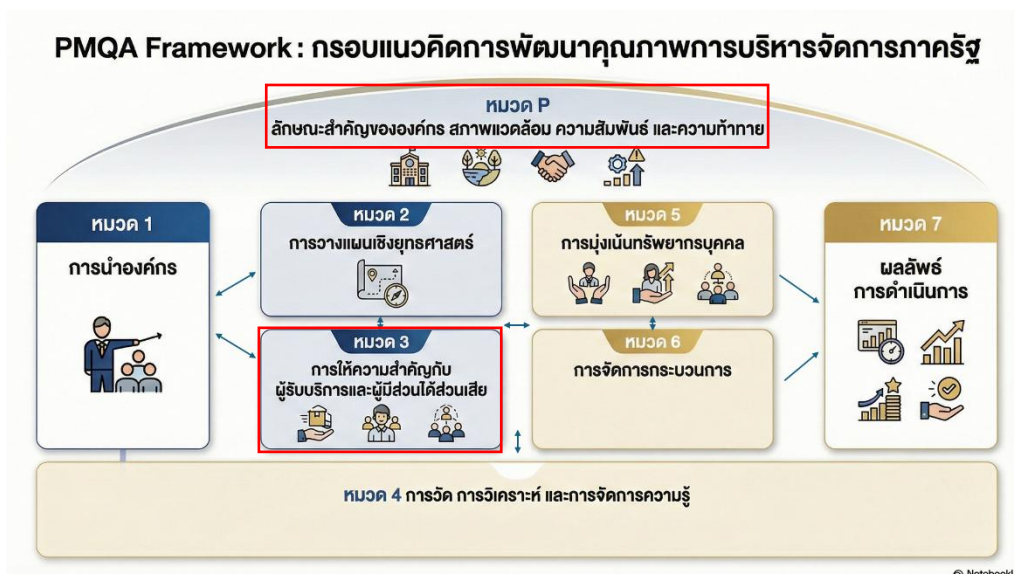 PMQA Framework : กรอบแนวคิดการพัฒนาคุณภาพการบริหารจัดการภาครัฐ
หมวด P
ลักษณะสำคัญขององค์กร สภาพแวดล้อม ความสัมพันธ์ และความท้าทาย
หมวด 1
การนำองค์กร
หมวด 2
การวางแผนเชิงยุทธศาสตร์
หมวด 3
การให้ความสำคัญกับ
ผู้รับบริการและผู้มีส่วนได้ส่วนเสีย
หมวด 5
การมุ่งเน้นทรัพยากรบุคคล
หมวด 6
การจัดการกระบวนการ
หมวด 7
ผลลัพธ์
การดำเนินการ
หมวด 4 การวัด การวิเคราะห์ และการจัดการความรู้